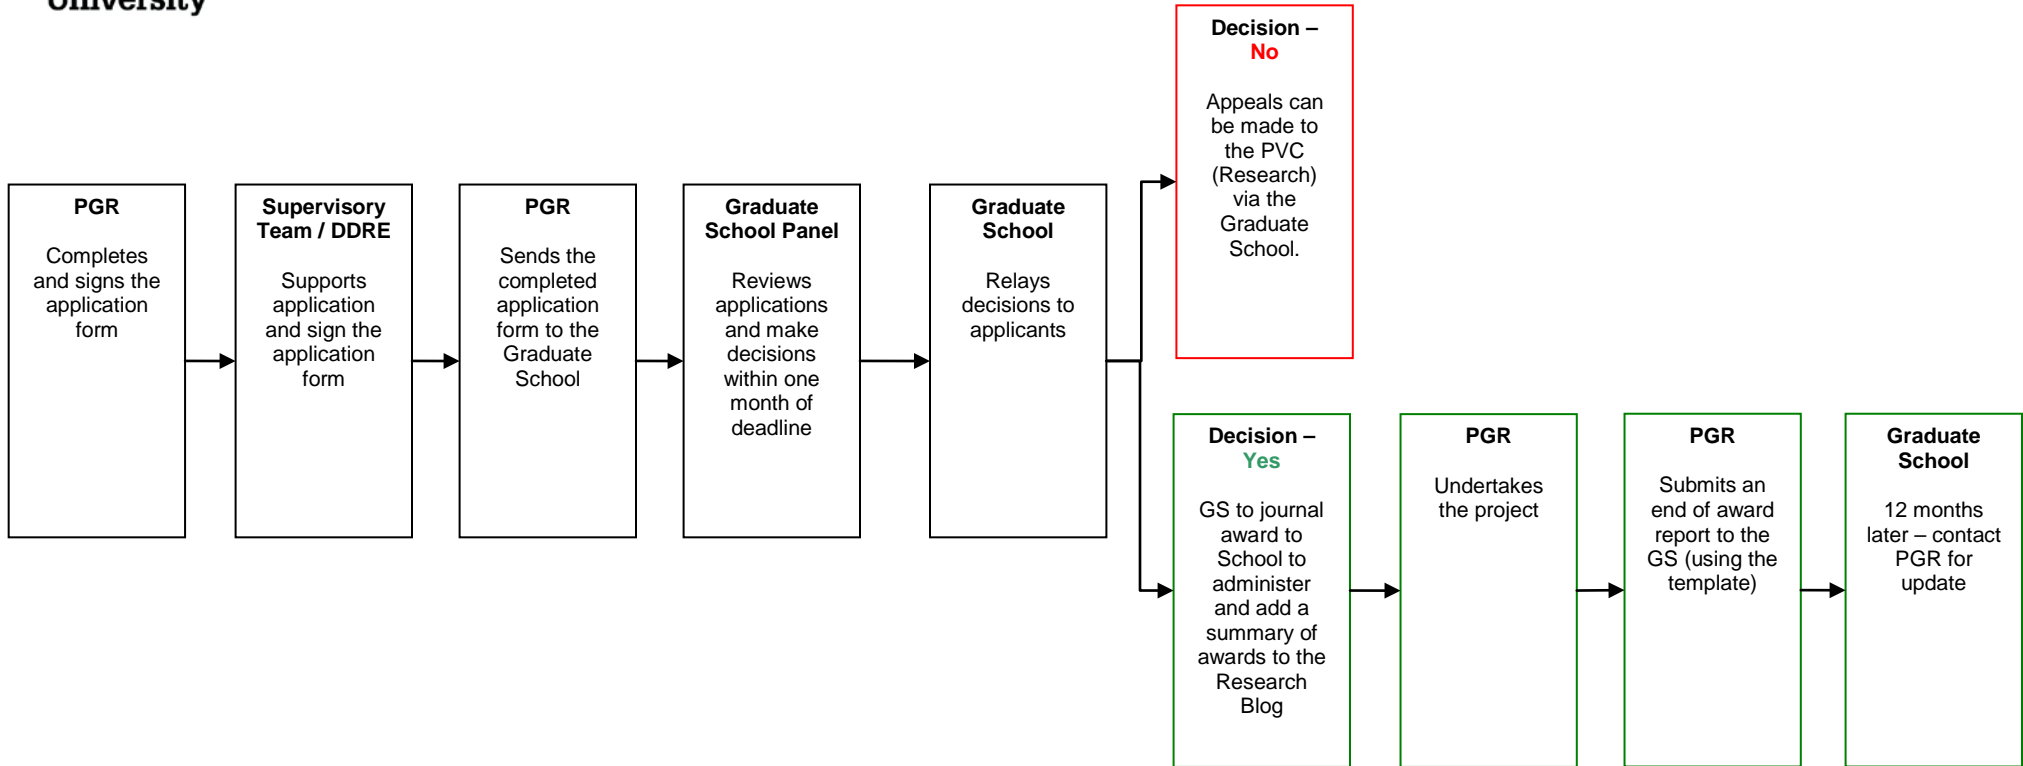 University
PGR
Completes
and signs the
application
form
Supervisory
Team / DDRE
Supports
application
and sign the
application
form
PGR
Sends the
completed
application
form to the
Graduate
School
Graduate
School Panel
Reviews
applications
and make
decisions
within one
month of
deadline
Graduate
School
Relays
decisions to
applicants
Decision –
No
Appeals can
be made to
the PVC
(Research)
via the
Graduate
School.
Decision –
Yes
GS to journal
award to
School to
administer
and add a
summary of
awards to the
Research
Blog
PGR
Undertakes
the project
PGR
Submits an
end of award
report to the
GS (using the
template)
Graduate
School
12 months
later – contact
PGR for
update